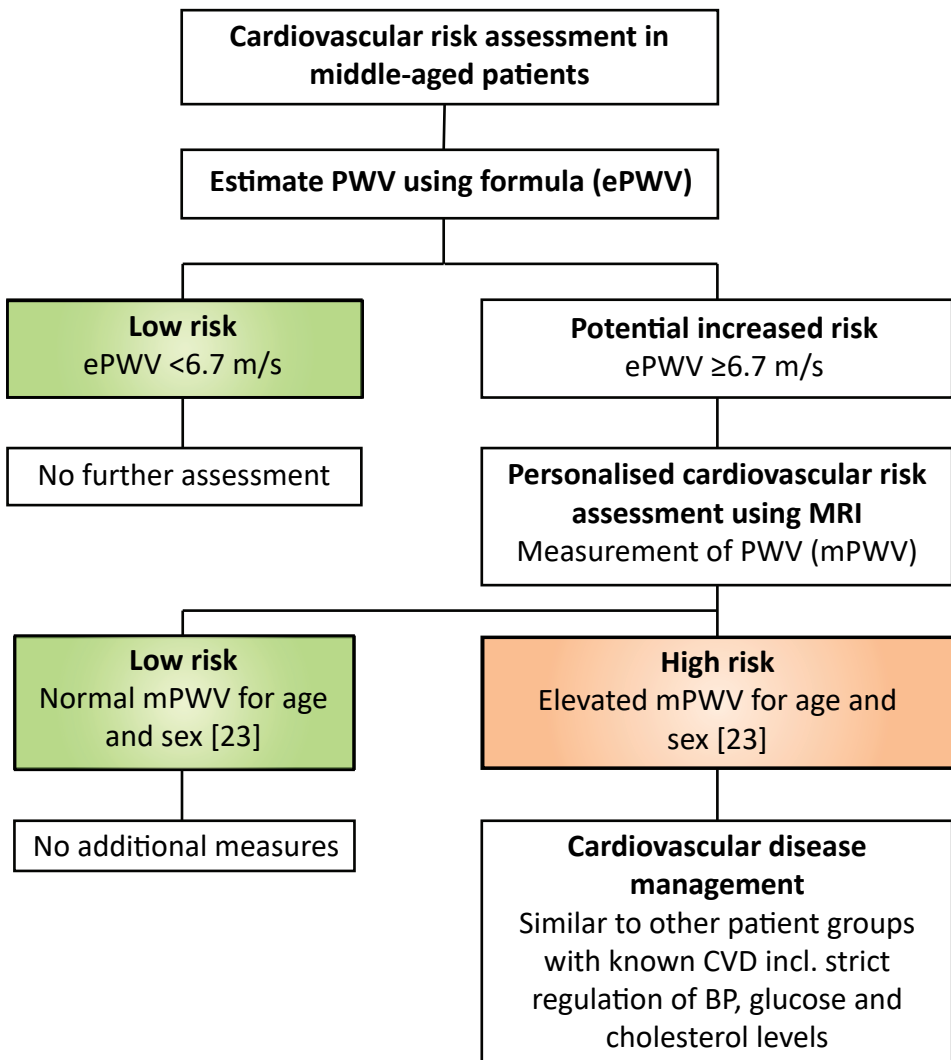 Cardiovascular risk assessment in
middle-aged patients
Estimate PWV using formula (ePWV)
Low risk
ePWV <6.7 m/s
Potential increased risk
ePWV ≥6.7 m/s
No further assessment
Personalised cardiovascular risk
assessment using MRI
Measurement of PWV (mPWV)
Low risk
Normal mPWV for age
and sex [23]
High risk
Elevated mPWV for age and
sex [23]
No additional measures
Cardiovascular disease
management
Similar to other patient groups
with known CVD incl. strict
regulation of BP, glucose and
cholesterol levels